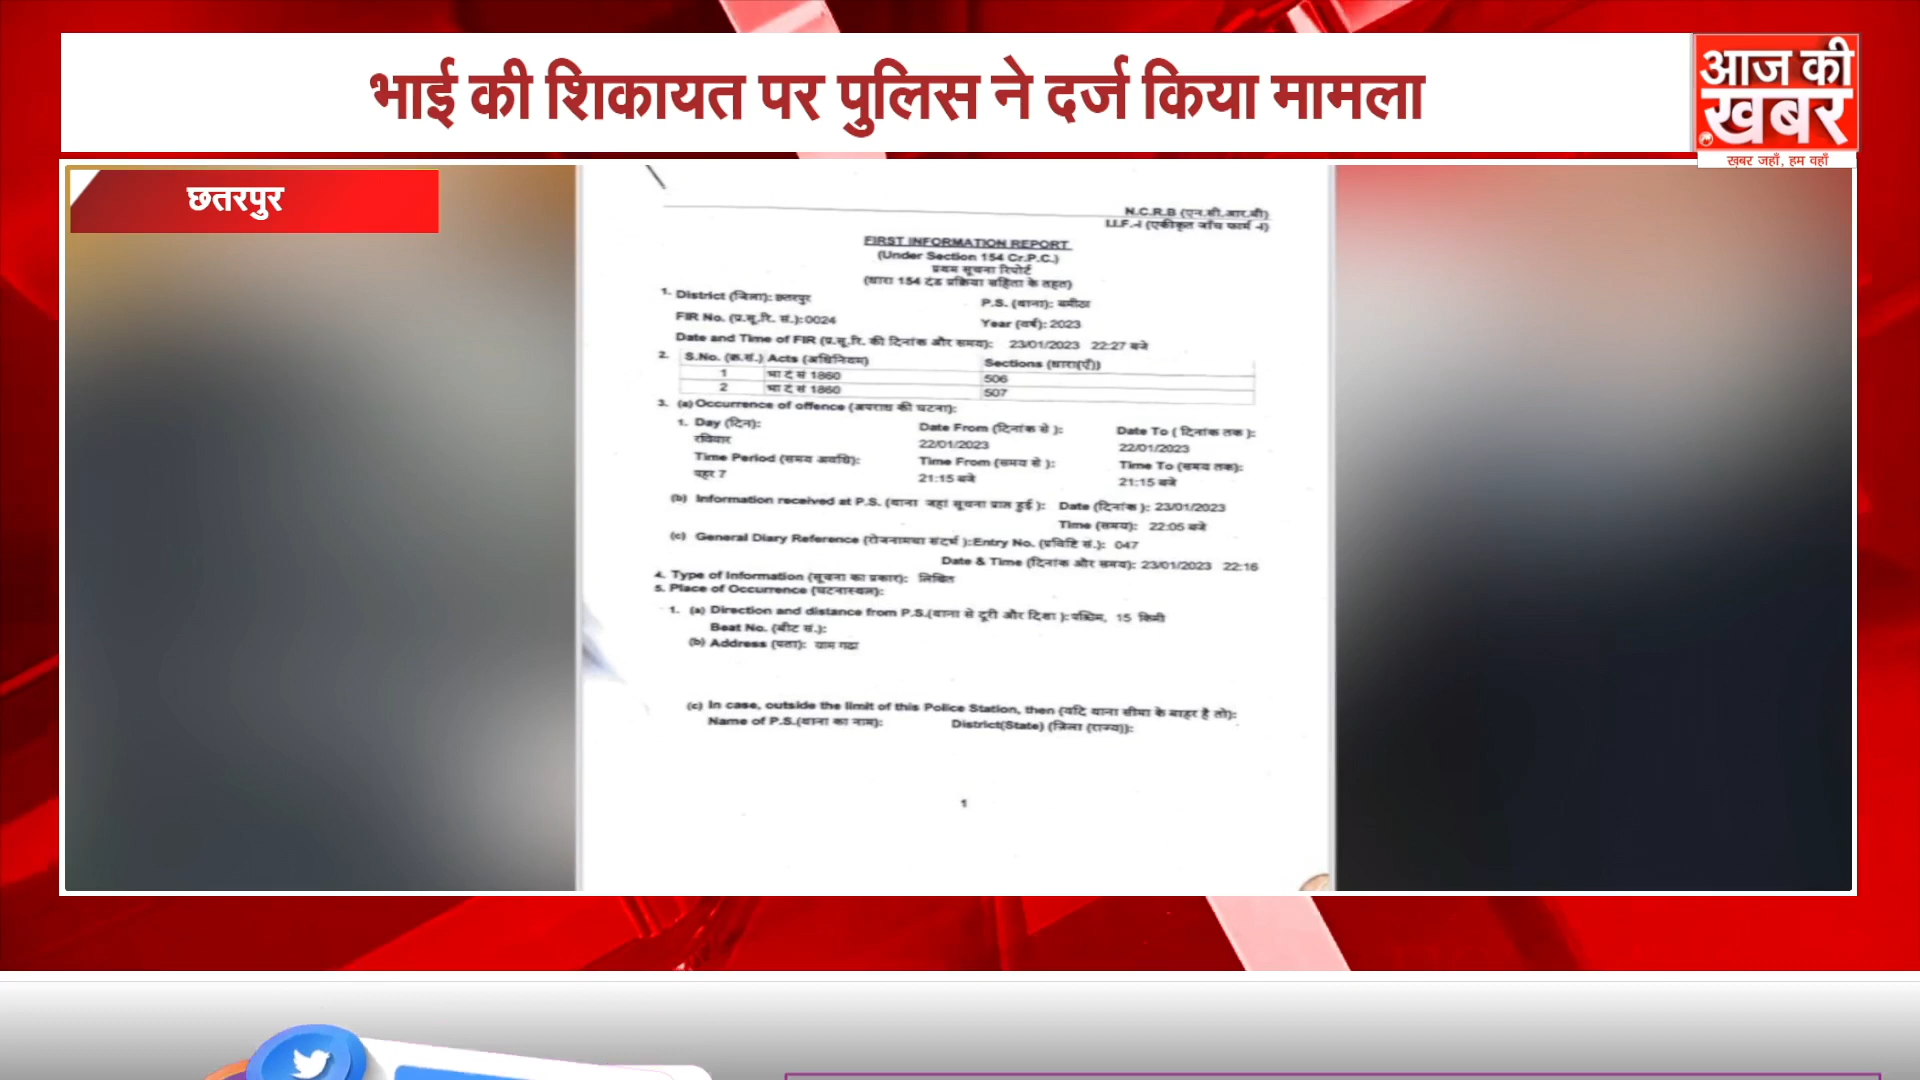 भाई की शिकायत पर पुलिस ने दर्ज किया मामला
आज की
ख़बर
ख़बर जहाँ, हम वहाँ
छतरपुर
N.C.R.B (एन.सी.आर.बी)
I.I.F.-I (एकीकृत जाँच फार्म -I)
FIRST INFORMATION REPORT
(Under Section 154 Cr.P.C.)
प्रथम सूचना रिपोर्ट
(धारा 154 दंड प्रक्रिया सहिता के तहत)
1. District (जिला): छतरपुर P.S. (थाना): बमीठा
FIR No. (प्र.सू.रि. सं.): 0024 Year (वर्ष): 2023
Date and Time of FIR (प्र.सू.रि. की दिनांक और समय): 23/01/2023 22:27 बजे
2. S.No. (क्र.सं.) Acts (अधिनियम) Sections (धारा(एँ))
1 भा दं सं 1860 506
2 भा दं सं 1860 507
3. (a) Occurrence of offence (अपराध की घटना):
1. Day (दिन): Date From (दिनांक से ): Date To ( दिनांक तक ):
रविवार 22/01/2023 22/01/2023
Time Period (समय अवधि): Time From (समय से ): Time To (समय तक):
पहर 7 21:15 बजे 21:15 बजे
(b) Information received at P.S. (थाना जहां सूचना प्राप्त हुई ): Date (दिनांक ): 23/01/2023
Time (समय): 22:05 बजे
(c) General Diary Reference (रोजनामचा संदर्भ ): Entry No. (प्रविष्टि सं.): 047
Date & Time (दिनांक और समय): 23/01/2023 22:16
4. Type of Information (सूचना का प्रकार): लिखित
5. Place of Occurrence (घटनास्थल):
1. (a) Direction and distance from P.S.(थाना से दूरी और दिशा ): पश्चिम, 15 किमी
Beat No. (बीट सं.):
(b) Address (पता): ग्राम गढा
(c) In case, outside the limit of this Police Station, then (यदि थाना सीमा के बाहर है तो):
Name of P.S.(थाना का नाम): District(State) (जिला (राज्य)):
1